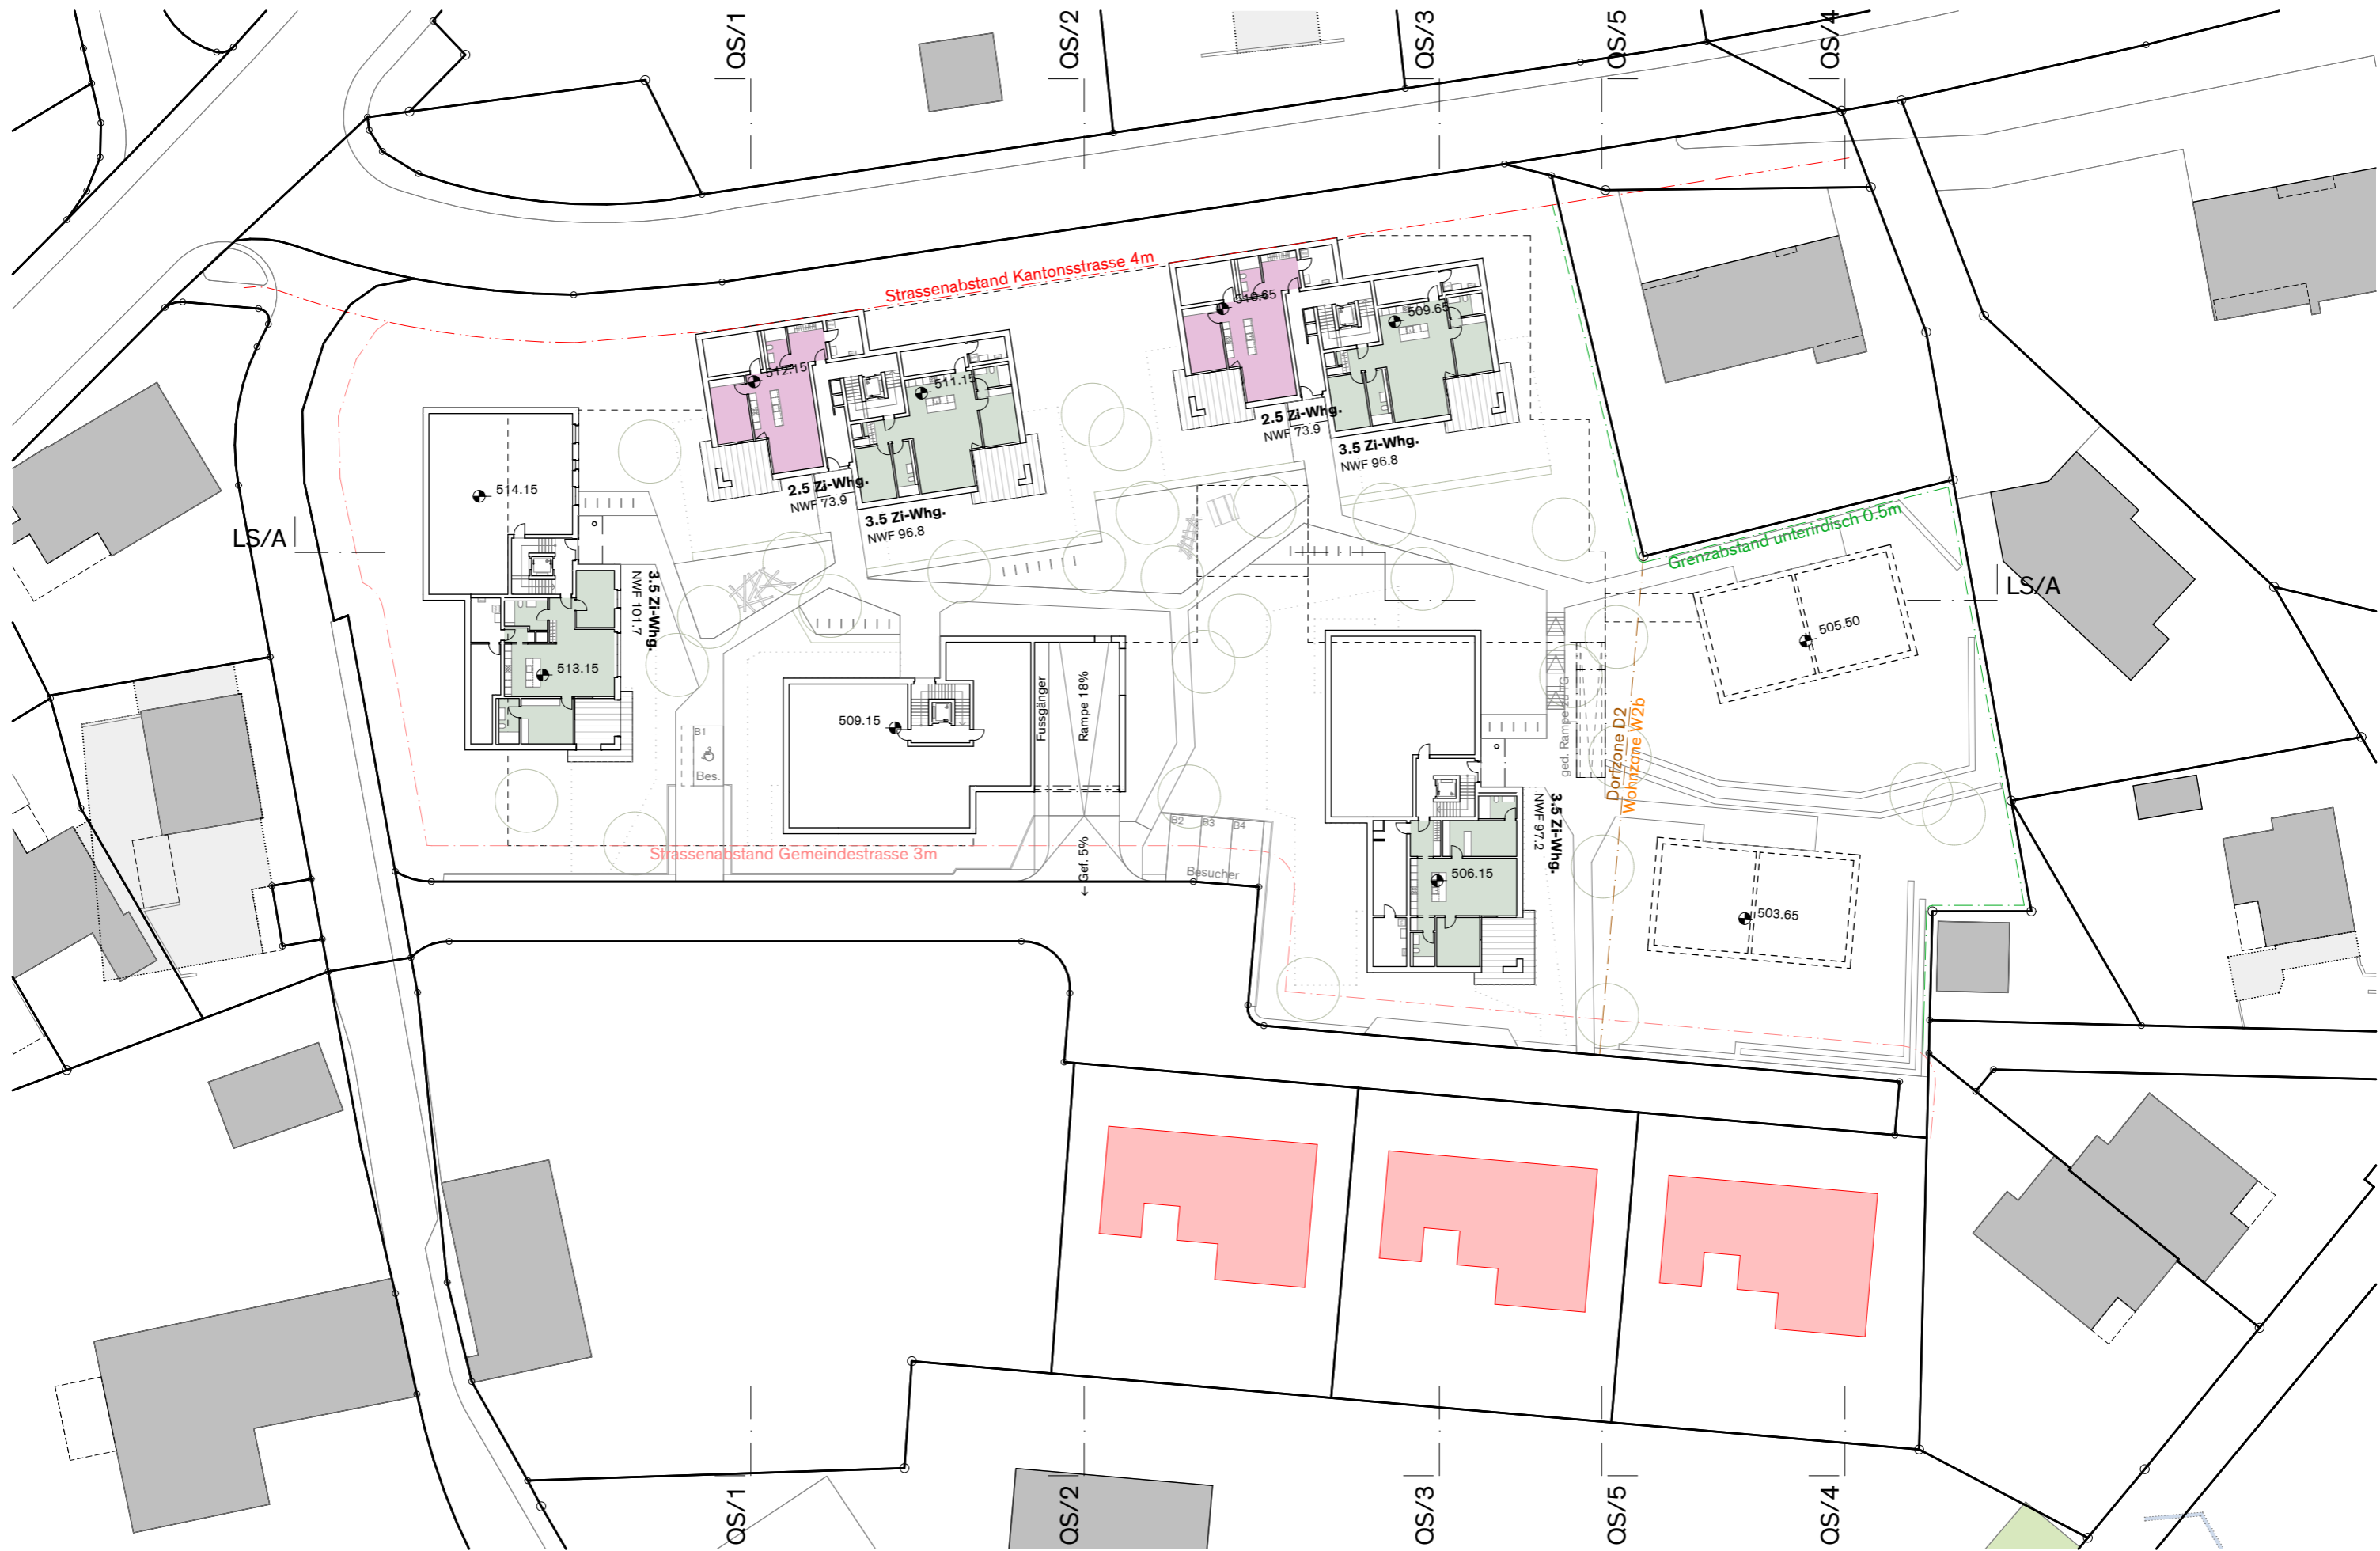 QS/1
QS/2
QS/3
QS/5
QS/4
Strassenabstand Kantonsstrasse 4m
510.65
509.65
512.15
511.15
2.5 Zi-Whg.
NWF 73.9
3.5 Zi-Whg.
NWF 96.8
2.5 Zi-Whg.
NWF 73.9
3.5 Zi-Whg.
NWF 96.8
514.15
LS/A
Grenzabstand unterirdisch 0.5m
LS/A
3.5 Zi-Whg.
NWF 101.7
513.15
505.50
509.15
Fussgänger
Rampe 18%
ged. Rampe zu TG
Dorfzone D2
Wohnzone W2b
B1
Bes.
B2
B3
B4
Besucher
← Gef. 5%
Strassenabstand Gemeindestrasse 3m
3.5 Zi-Whg.
NWF 97.2
506.15
503.65
QS/1
QS/2
QS/3
QS/5
QS/4